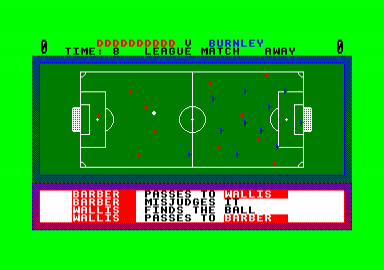 0 DDDDDDDDDD V BURNLEY 0
TIME: 8 LEAGUE MATCH AWAY
BARBER PASSES TO WALLIS
BARBER MISJUDGES IT
WALLIS FINDS THE BALL
WALLIS PASSES TO BARBER